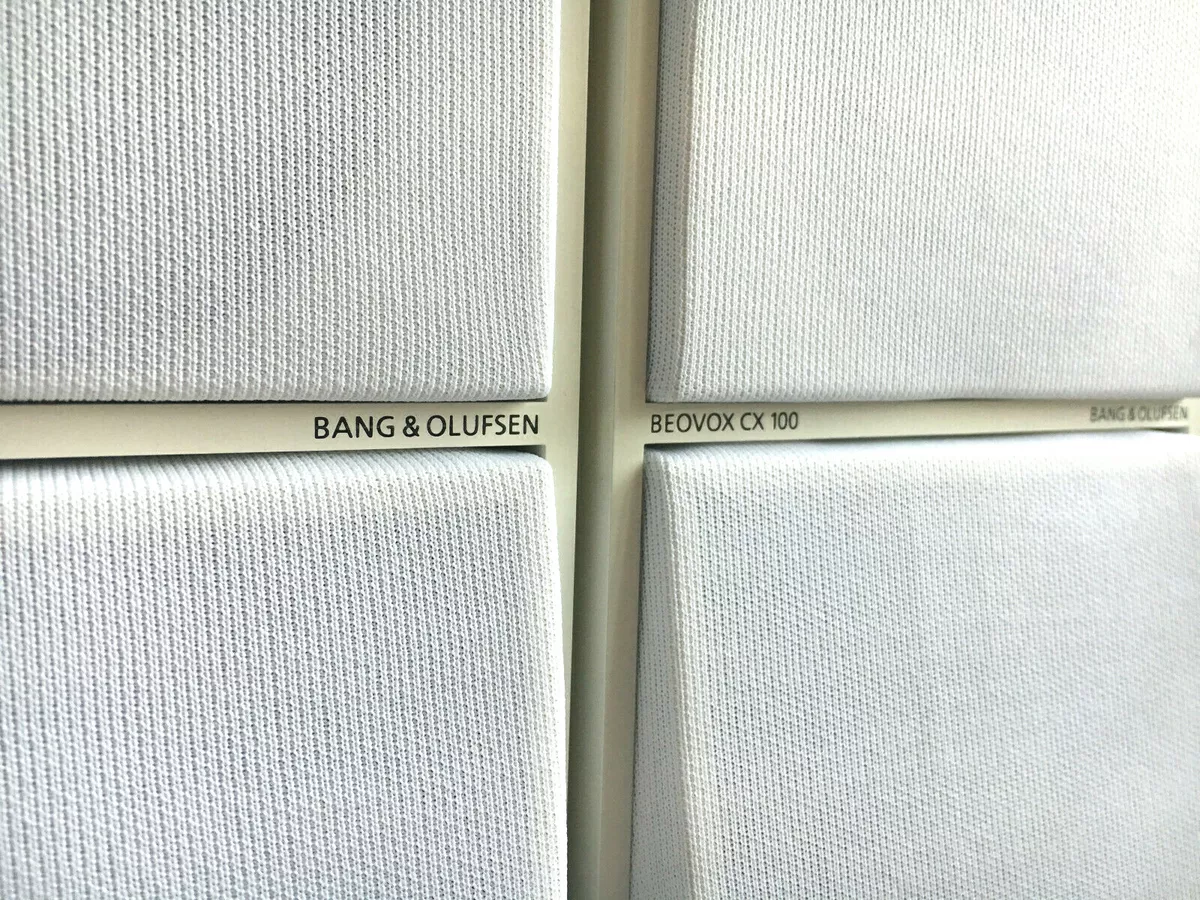 BANG & OLUFSEN
BEOVOX CX 100
BANG & OLUFSEN